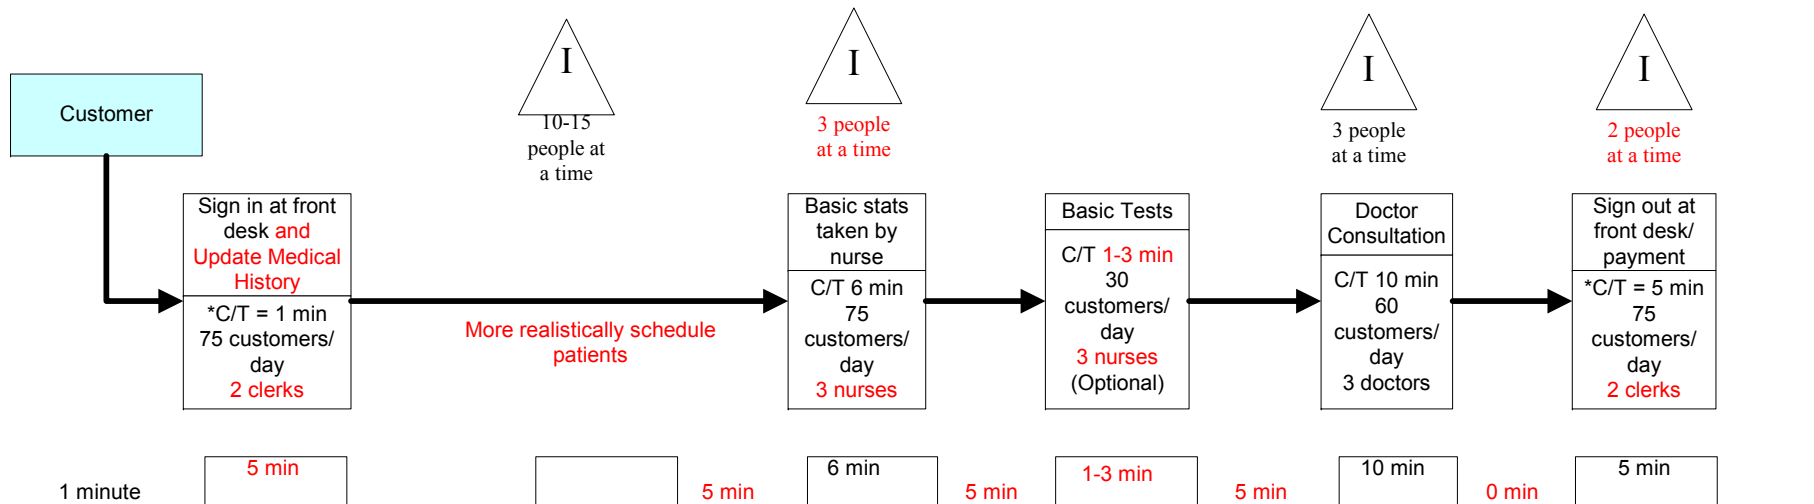 Customer
I
10-15
people at
a time
I
3 people
at a time
I
3 people
at a time
I
2 people
at a time
Sign in at front
desk and
Update Medical
History
*C/T = 1 min
75 customers/
day
2 clerks
More realistically schedule
patients
Basic stats
taken by
nurse
C/T 6 min
75
customers/
day
3 nurses
Basic Tests
C/T 1-3 min
30
customers/
day
3 nurses
(Optional)
Doctor
Consultation
C/T 10 min
60
customers/
day
3 doctors
Sign out at
front desk/
payment
*C/T = 5 min
75
customers/
day
2 clerks
1 minute
5 min
5 min
6 min
5 min
1-3 min
5 min
10 min
0 min
5 min